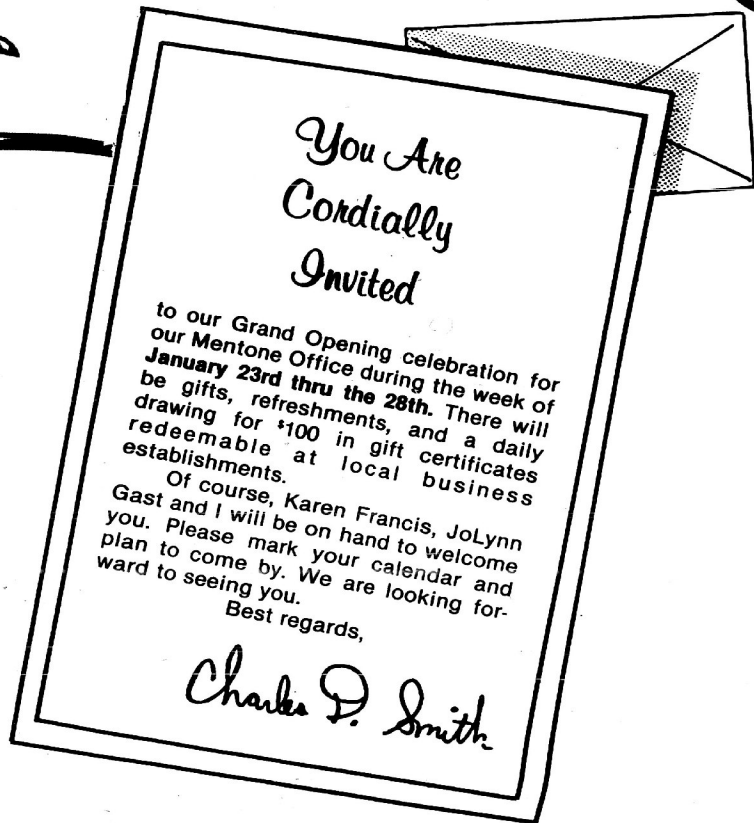 You Are
Cordially
Invited
to our Grand Opening celebration for
our Mentone Office during the week of
January 23rd thru the 28th. There will
be gifts, refreshments, and a daily
drawing for $100 in gift certificates
redeemable at local business
establishments.
Of course, Karen Francis, JoLynn
Gast and I will be on hand to welcome
you. Please mark your calendar and
plan to come by. We are looking for-
ward to seeing you.
Best regards,
Charles D. Smith